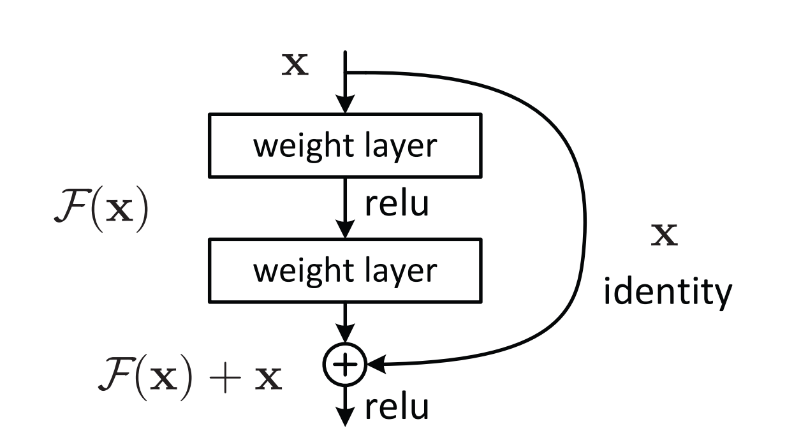 x
weight layer
relu
F(x)
x
weight layer
identity
F(x) + x
+
relu